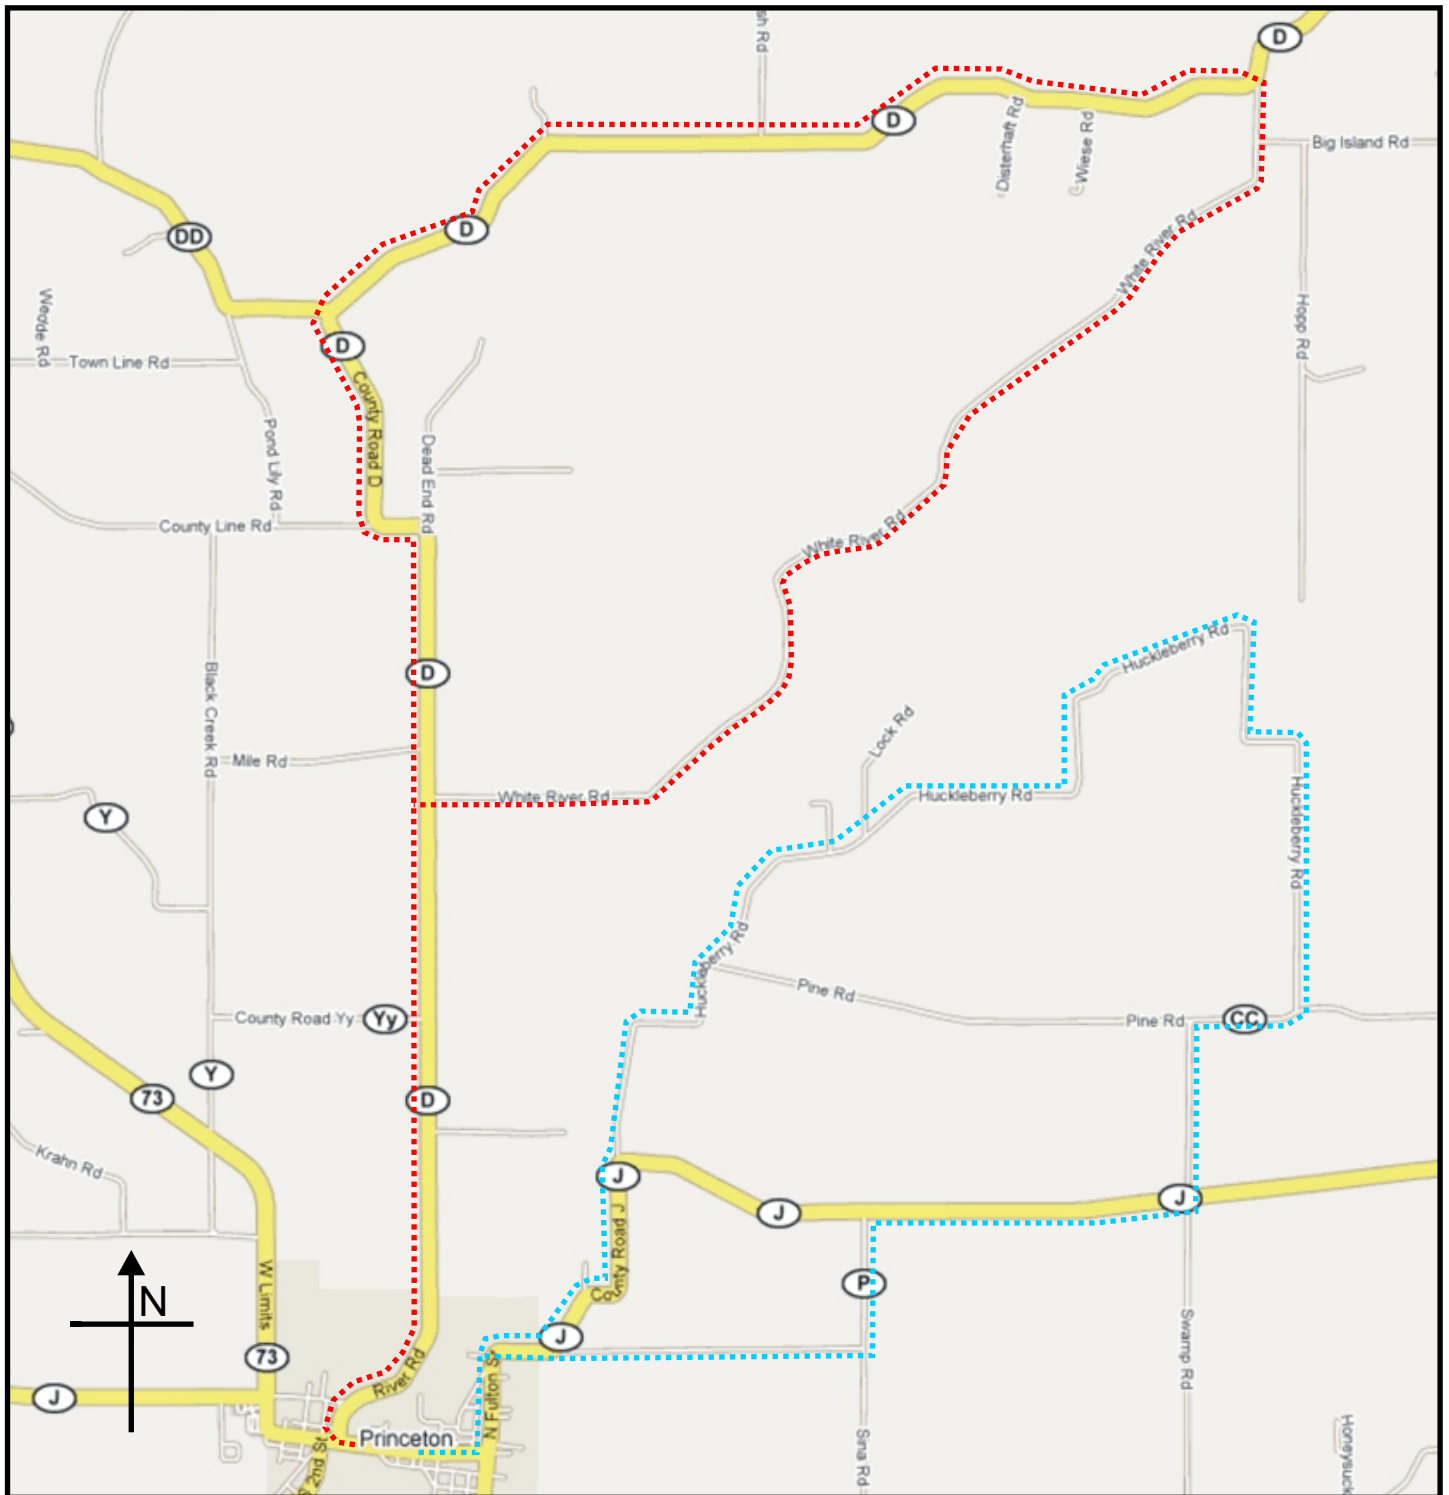 sh Rd
D
D
Disterhaft Rd
Wiese Rd
Big Island Rd
DD
D
White River Rd
Wegge Rd
Town Line Rd
D
County Road D
Hopp Rd
Pond Lily Rd
Dead End Rd
County Line Rd
White River Rd
Black Creek Rd
D
Huckleberry Rd
Lock Rd
Mile Rd
White River Rd
Huckleberry Rd
Huckleberry Rd
Y
Huckleberry Rd
Pine Rd
County Road Yy
Yy
Pine Rd
CC
Y
73
D
Krahn Rd
J
J
J
County Road J
W Limits
P
N
J
73
River Rd
N Fulton St
Swamp Rd
J
Princeton
S 2nd St
Sina Rd
Honeysuck